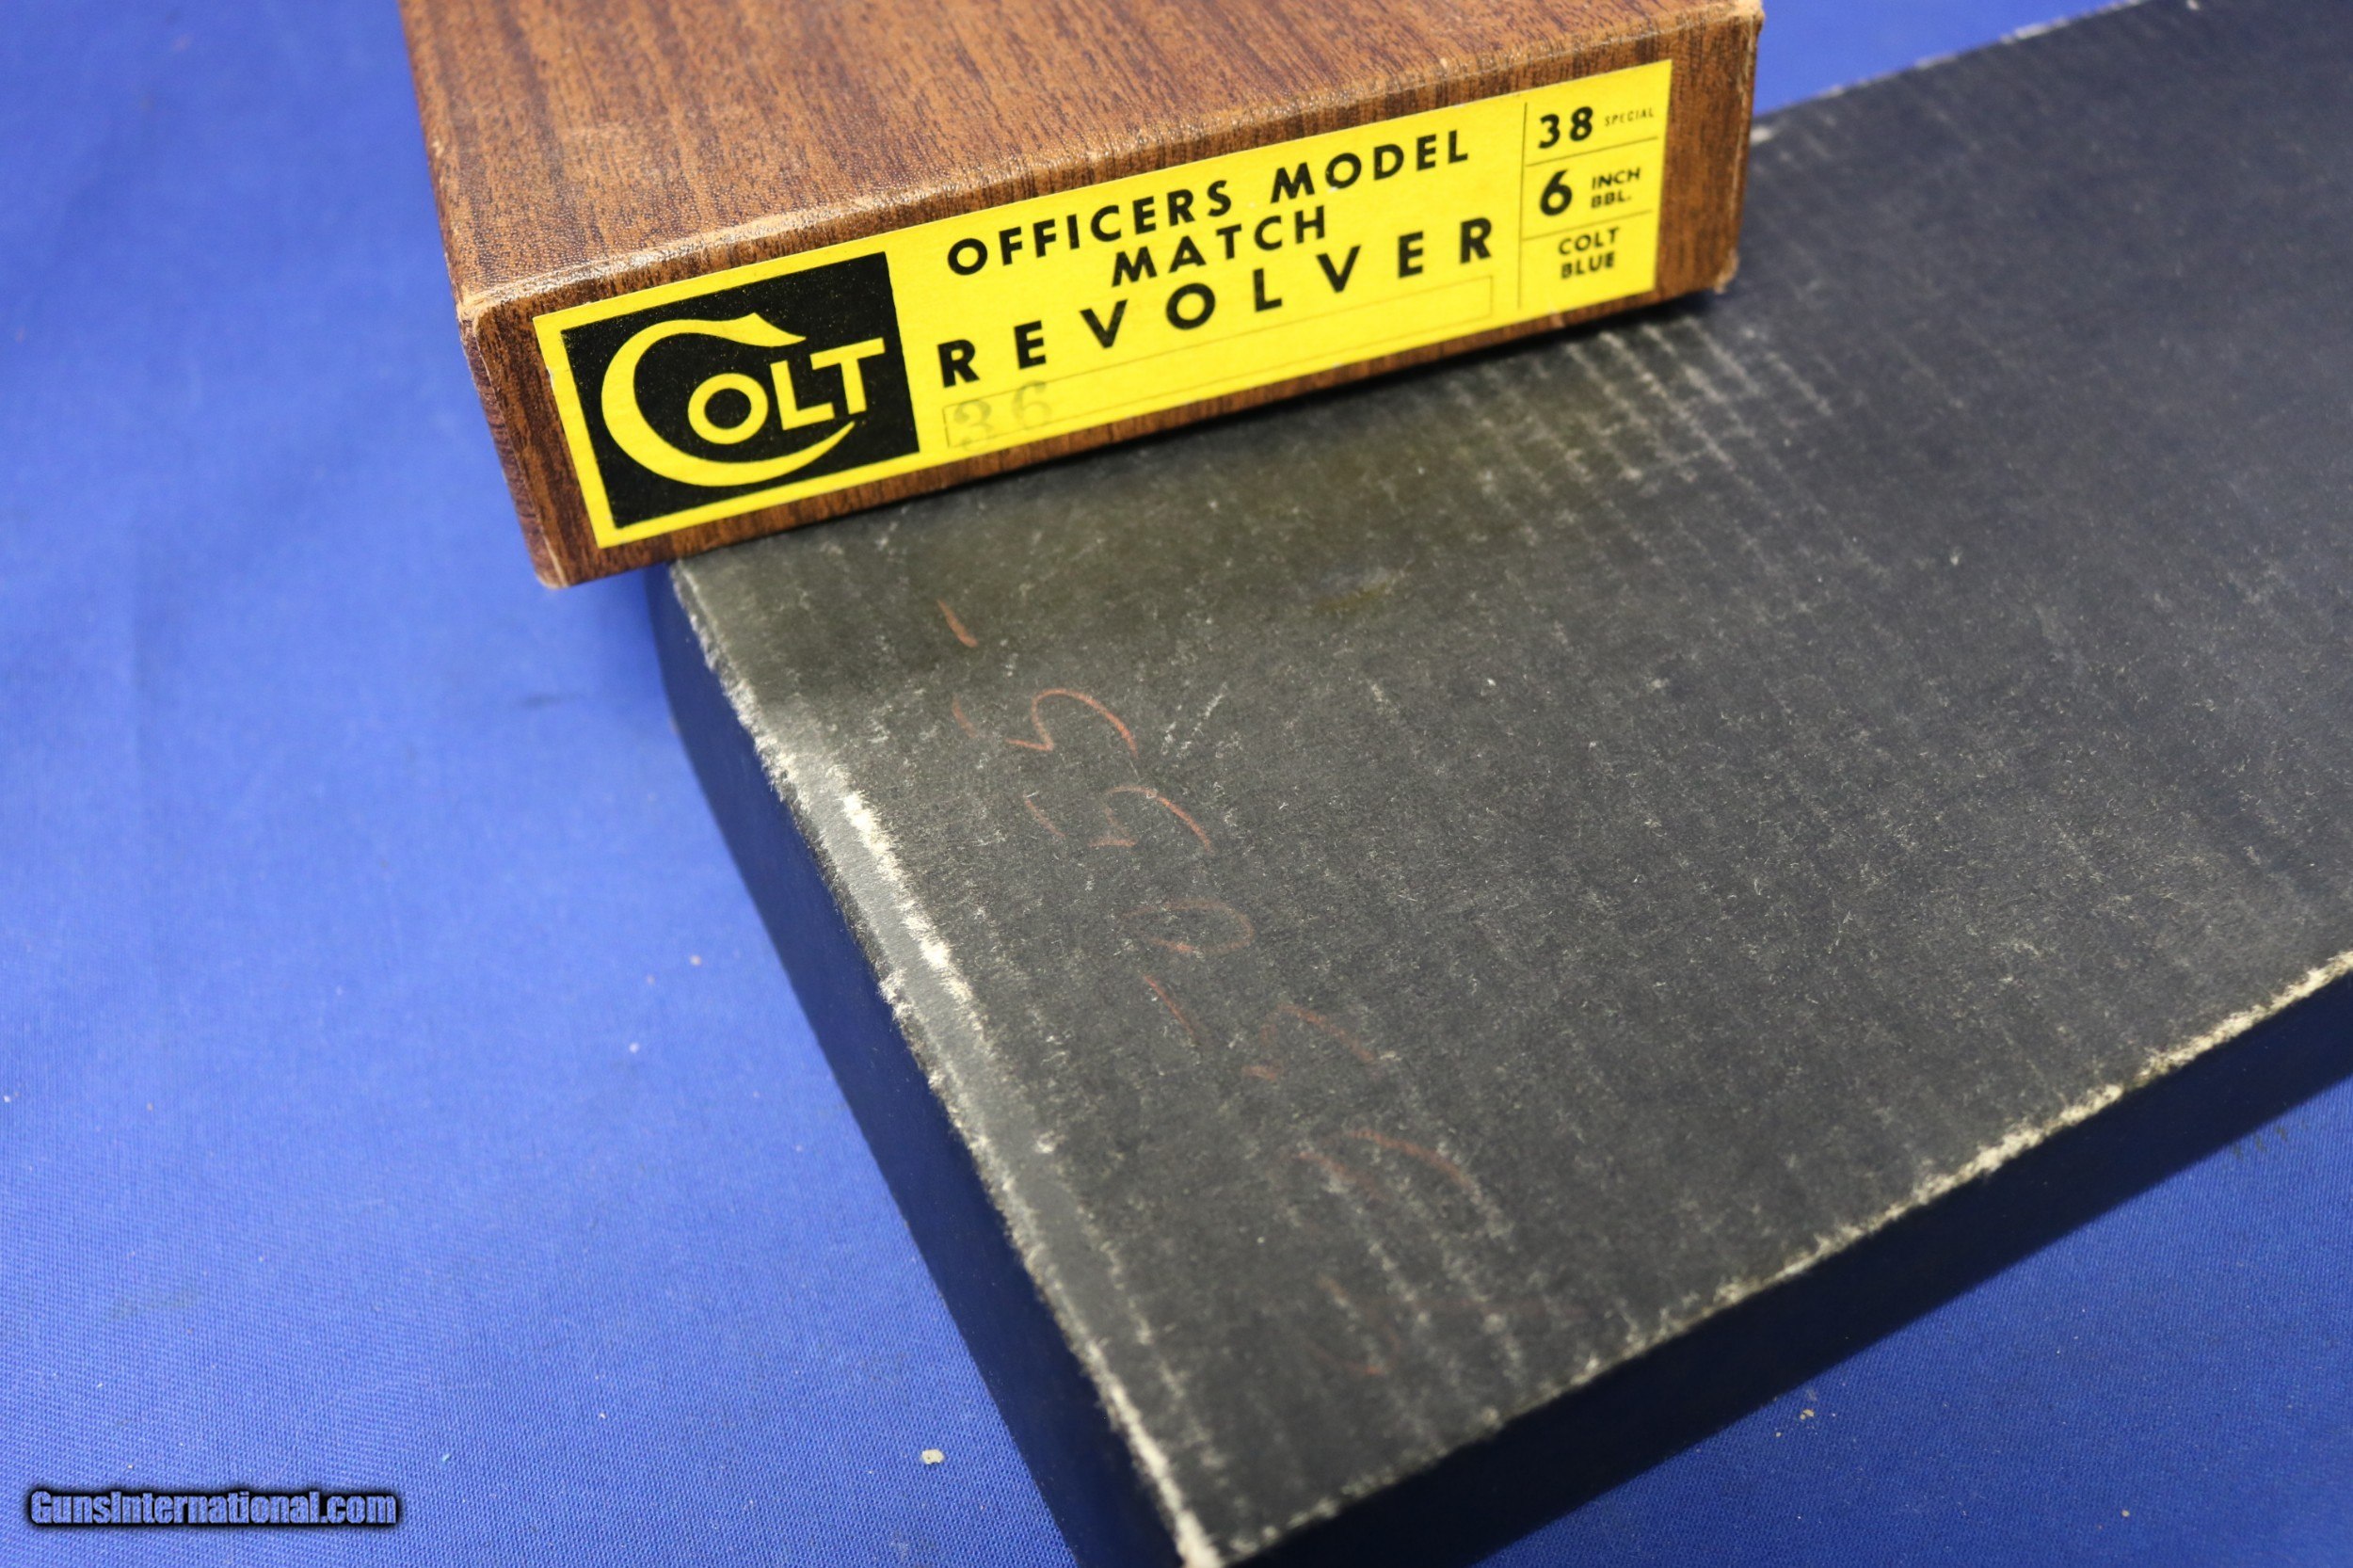 COLT
OFFICERS MODEL
MATCH
REVOLVER
36
38 SPECIAL
6 INCH
BBL.
COLT
BLUE
GunsInternational.com